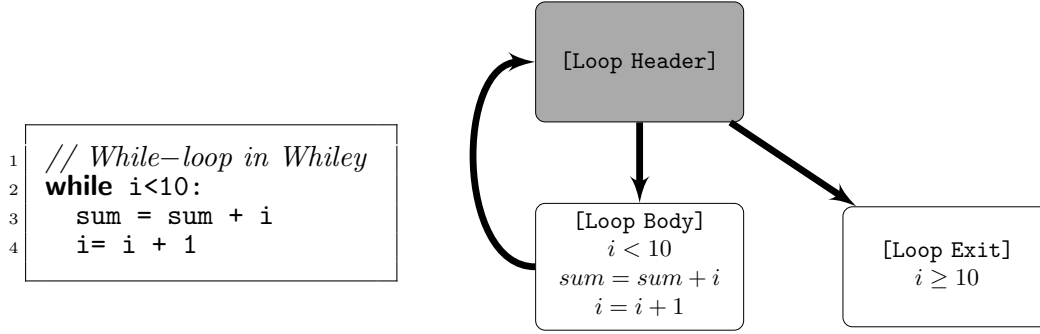 1 // While−loop in Whiley
2 while i<10:
3 sum = sum + i
4 i= i + 1
[Loop Header]
[Loop Body]
i < 10
sum = sum + i
i = i + 1
[Loop Exit]
i ≥ 10